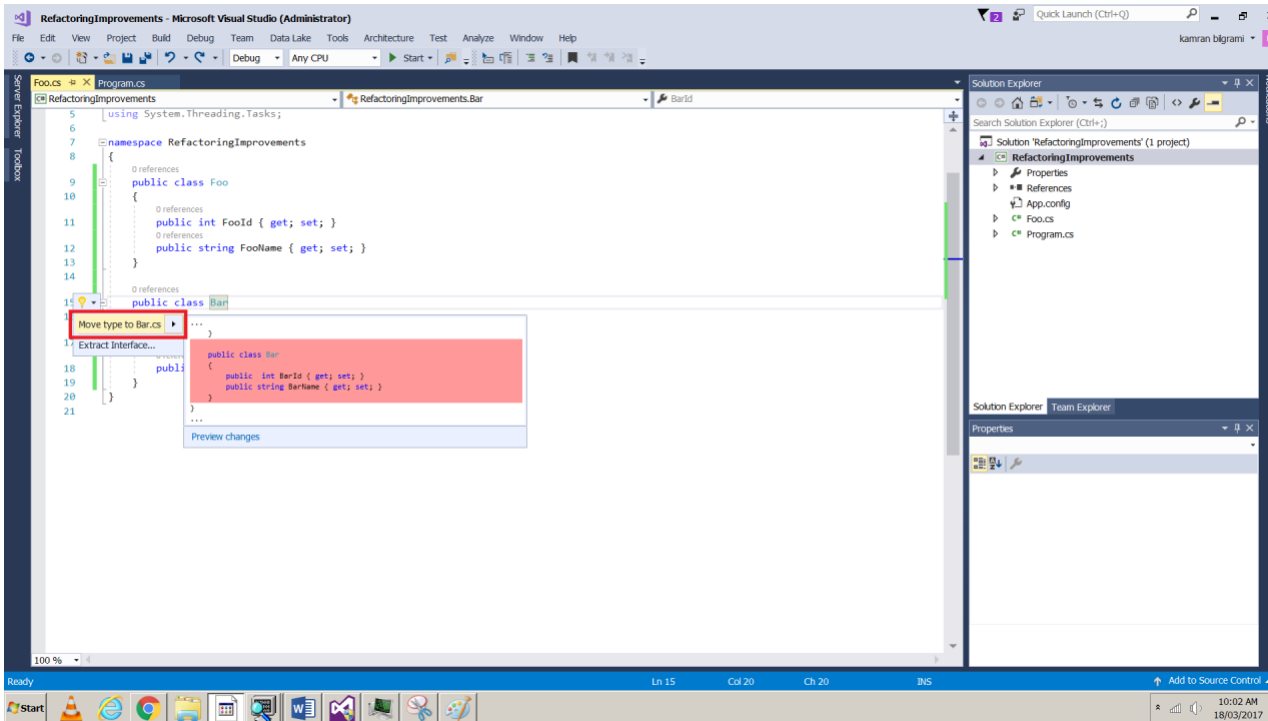 RefactoringImprovements - Microsoft Visual Studio (Administrator)
2
Quick Launch (Ctrl+Q)
File Edit View Project Build Debug Team Data Lake Tools Architecture Test Analyze Window Help
kamran bilgrami
Debug Any CPU Start
Server Explorer
Toolbox
Foo.cs Program.cs
RefactoringImprovements RefactoringImprovements.Bar BarId
5 using System.Threading.Tasks;
6
7 namespace RefactoringImprovements
8 {
0 references
9 public class Foo
10 {
0 references
11 public int FooId { get; set; }
0 references
12 public string FooName { get; set; }
13 }
14
0 references
15 public class Bar
Move type to Bar.cs
Extract Interface...
18 publi
19 }
20 }
21
...
}
public class Bar
{
public int BarId { get; set; }
public string BarName { get; set; }
}
}
...
Preview changes
100 %
Solution Explorer
Search Solution Explorer (Ctrl+;)
Solution 'RefactoringImprovements' (1 project)
C# RefactoringImprovements
Properties
References
App.config
C# Foo.cs
C# Program.cs
Solution Explorer Team Explorer
Properties
Ready Ln 15 Col 20 Ch 20 INS Add to Source Control
Start
10:02 AM
18/03/2017